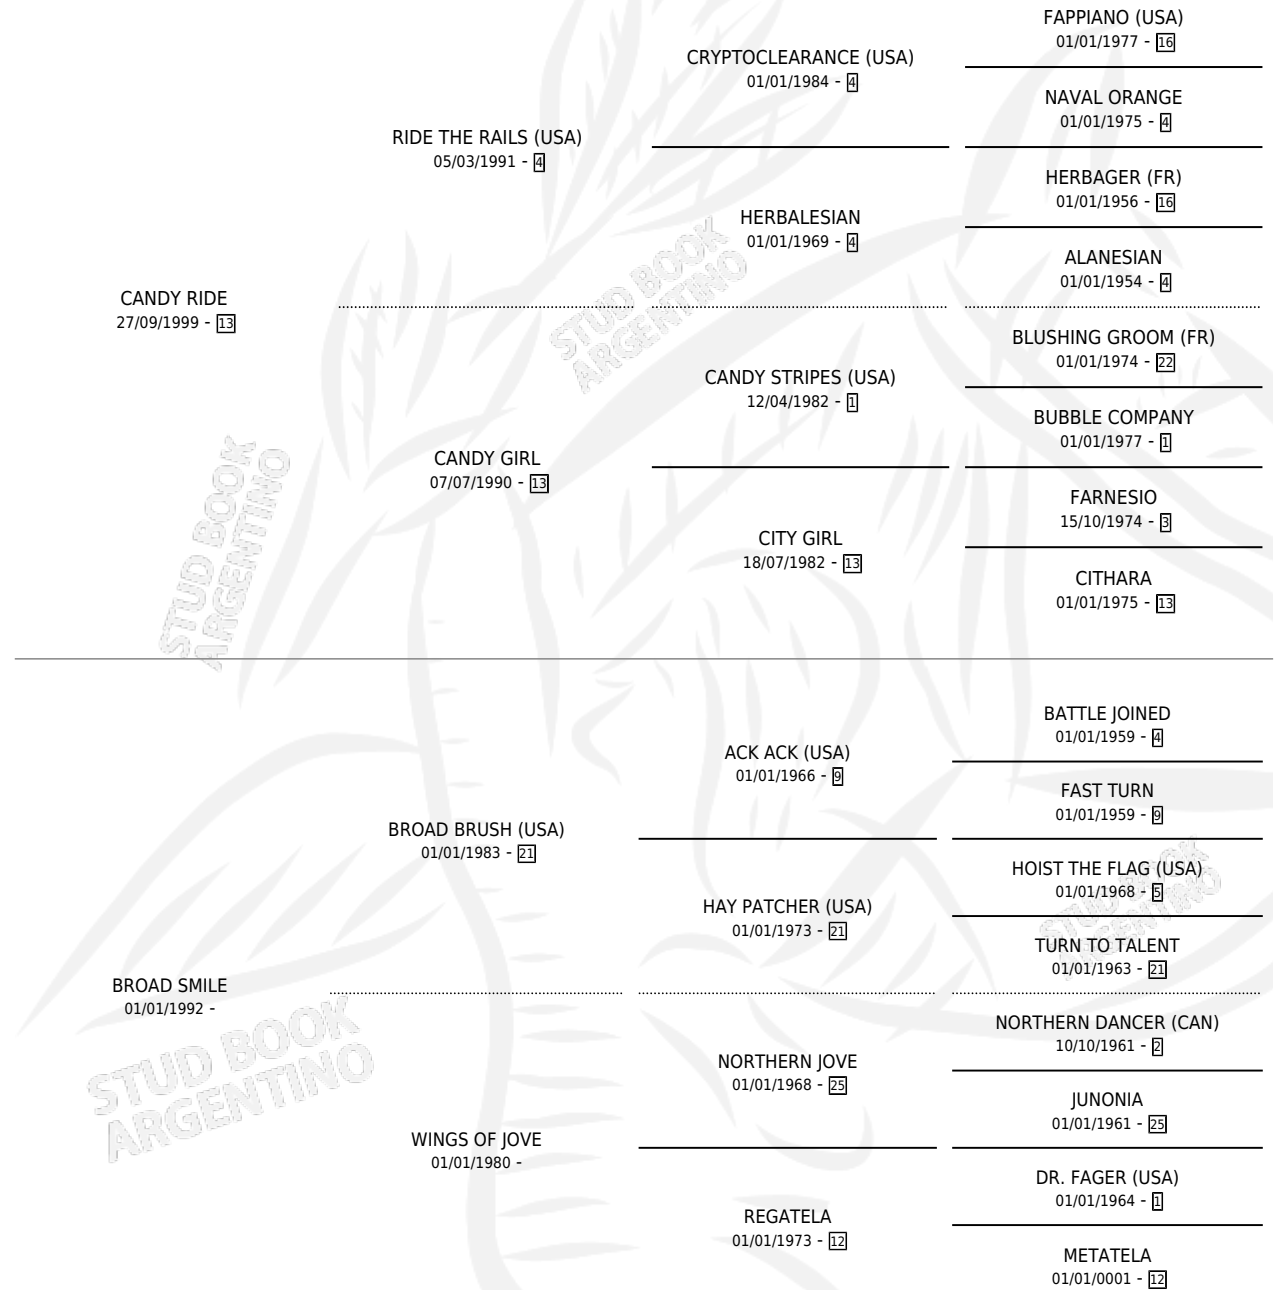 FAPPIANO (USA)
01/01/1977 - 16
CRYPTOCLEARANCE (USA)
01/01/1984 - 4
NAVAL ORANGE
01/01/1975 - 4
RIDE THE RAILS (USA)
05/03/1991 - 4
HERBAGER (FR)
01/01/1956 - 16
HERBALESIAN
01/01/1969 - 4
ALANESIAN
01/01/1954 - 4
CANDY RIDE
27/09/1999 - 13
STUD BOOK
ARGENTINO
BLUSHING GROOM (FR)
01/01/1974 - 22
CANDY STRIPES (USA)
12/04/1982 - 1
BUBBLE COMPANY
01/01/1977 - 1
CANDY GIRL
07/07/1990 - 13
FARNESIO
15/10/1974 - 3
CITY GIRL
18/07/1982 - 13
CITHARA
01/01/1975 - 13
STUD BOOK
ARGENTINO
BATTLE JOINED
01/01/1959 - 4
ACK ACK (USA)
01/01/1966 - 9
FAST TURN
01/01/1959 - 9
BROAD BRUSH (USA)
01/01/1983 - 21
HOIST THE FLAG (USA)
01/01/1968 - 5
HAY PATCHER (USA)
01/01/1973 - 21
STUD BOOK
ARGENTINO
TURN TO TALENT
01/01/1963 - 21
BROAD SMILE
01/01/1992 -
STUD BOOK
ARGENTINO
NORTHERN DANCER (CAN)
10/10/1961 - 2
NORTHERN JOVE
01/01/1968 - 25
JUNONIA
01/01/1961 - 25
WINGS OF JOVE
01/01/1980 -
DR. FAGER (USA)
01/01/1964 - 1
REGATELA
01/01/1973 - 12
METATELA
01/01/0001 - 12